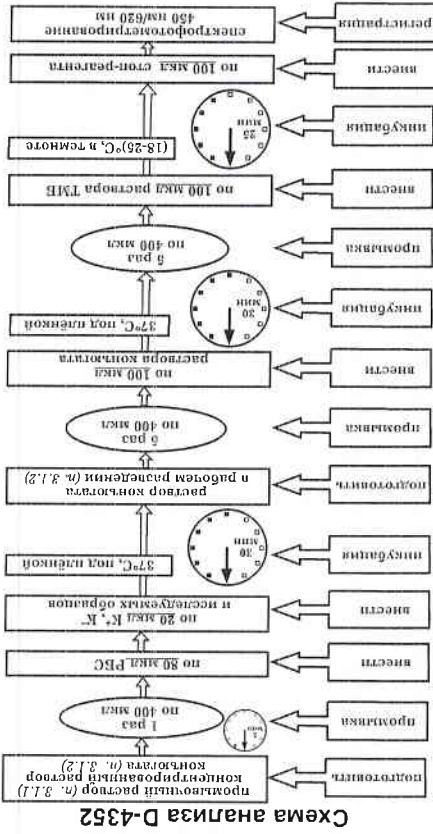 Схема анализа D-4352
подготовить
промывочный раствор (п. 3.1.1)
концентрированный раствор
конъюгата (п. 3.1.2)
промывка
1 раз
по 400 мкл
внести
по 80 мкл РБС
внести
по 20 мкл К⁺, К⁻
и исследуемых образцов
инкубация
30
мин
37°C, под плёнкой
подготовить
раствор конъюгата
в рабочем разведении (п. 3.1.2)
промывка
5 раз
по 400 мкл
внести
по 100 мкл
раствора конъюгата
инкубация
30
мин
37°C под плёнкой
промывка
5 раз
по 400 мкл
внести
по 100 мкл раствора ТМБ
инкубация
25
мин
(18-25)°C, в темноте
внести
по 100 мкл стоп-реагента
регистрация
спектрофотометрирование
450 нм/620 нм